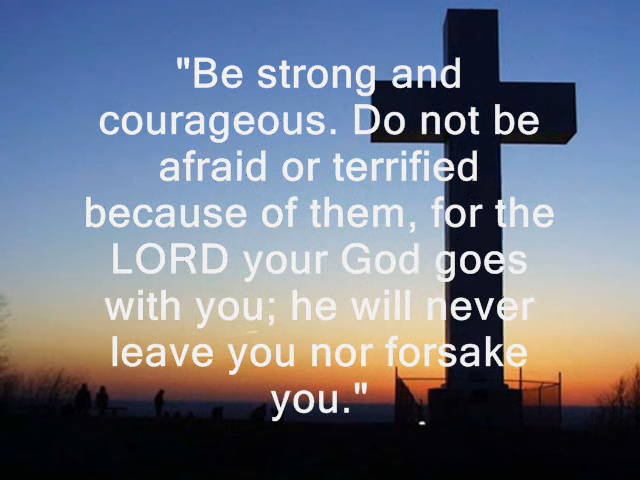 "Be strong and
courageous. Do not be
afraid or terrified
because of them, for the
LORD your God goes
with you; he will never
leave you nor forsake
you."